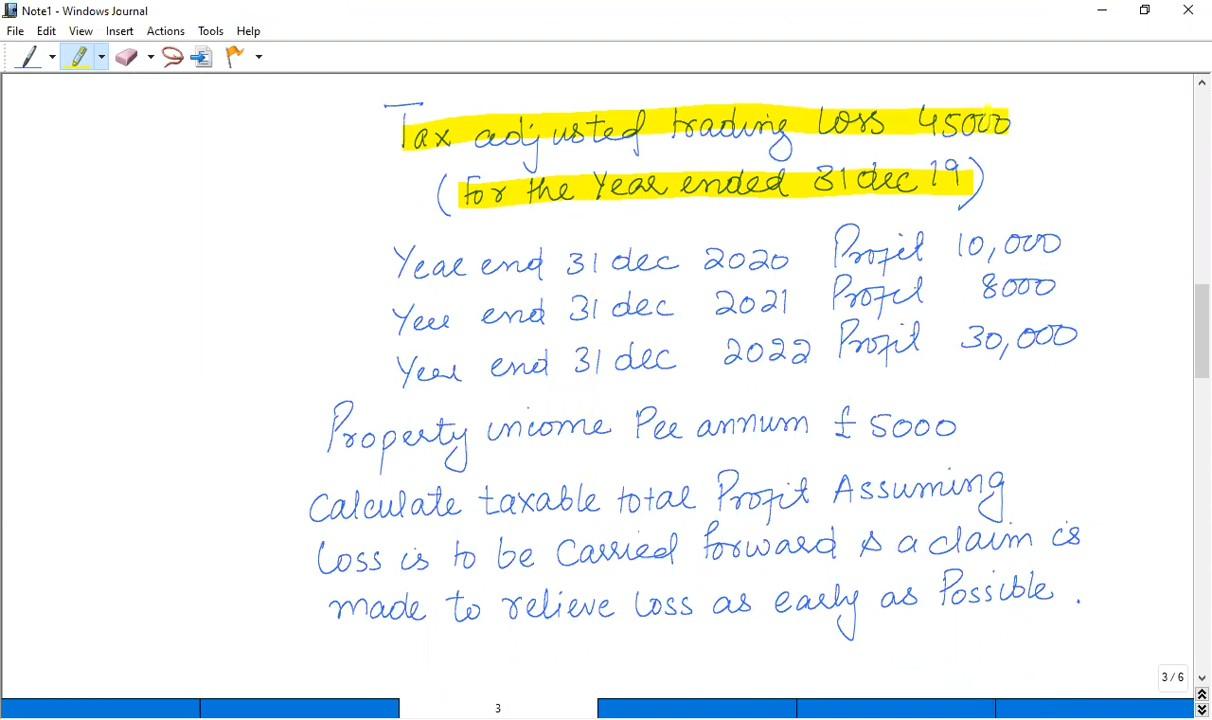 Note1 - Windows Journal
File Edit View Insert Actions Tools Help
Tax adjusted trading loss 45000
(For the Year ended 31 dec 19)
Year end 31 dec 2020 Profit 10,000
Year end 31 dec 2021 Profit 8000
Year end 31 dec 2022 Profit 30,000
Property income Per annum £ 5000
Calculate taxable total Profit Assuming
loss is to be Carried forward & a claim is
made to relieve loss as early as Possible.
3 / 6
3